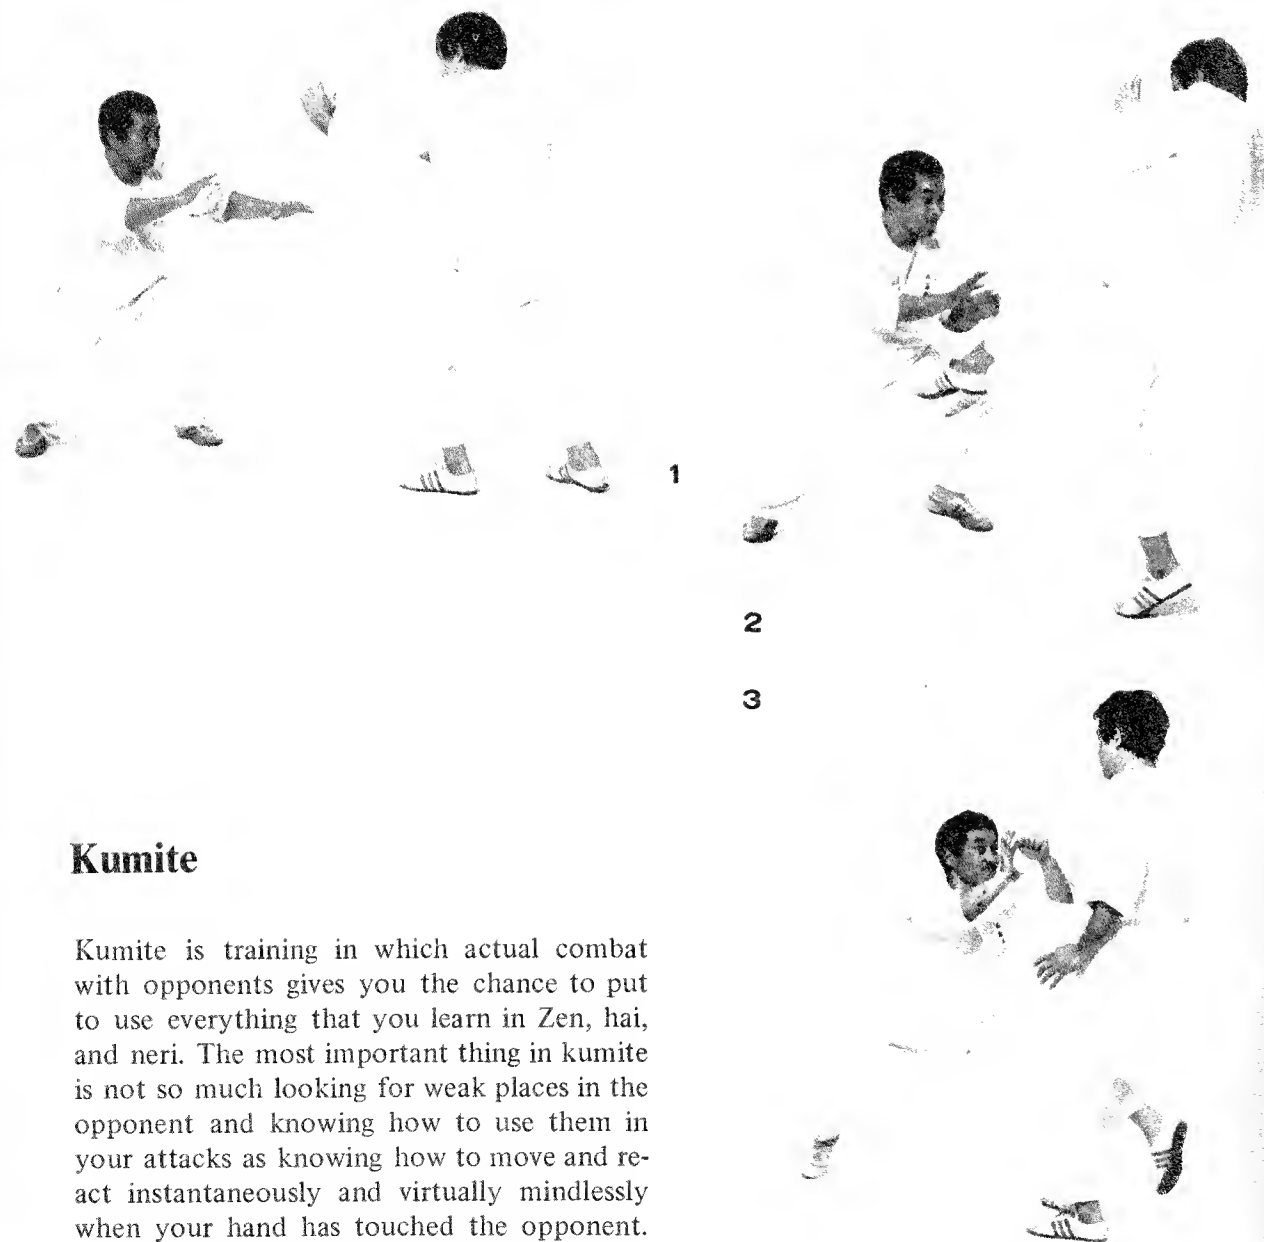 1
2
3
Kumite
Kumite is training in which actual combat
with opponents gives you the chance to put
to use everything that you learn in Zen, hai,
and neri. The most important thing in kumite
is not so much looking for weak places in the
opponent and knowing how to use them in
your attacks as knowing how to move and re-
act instantaneously and virtually mindlessly
when your hand has touched the opponent.